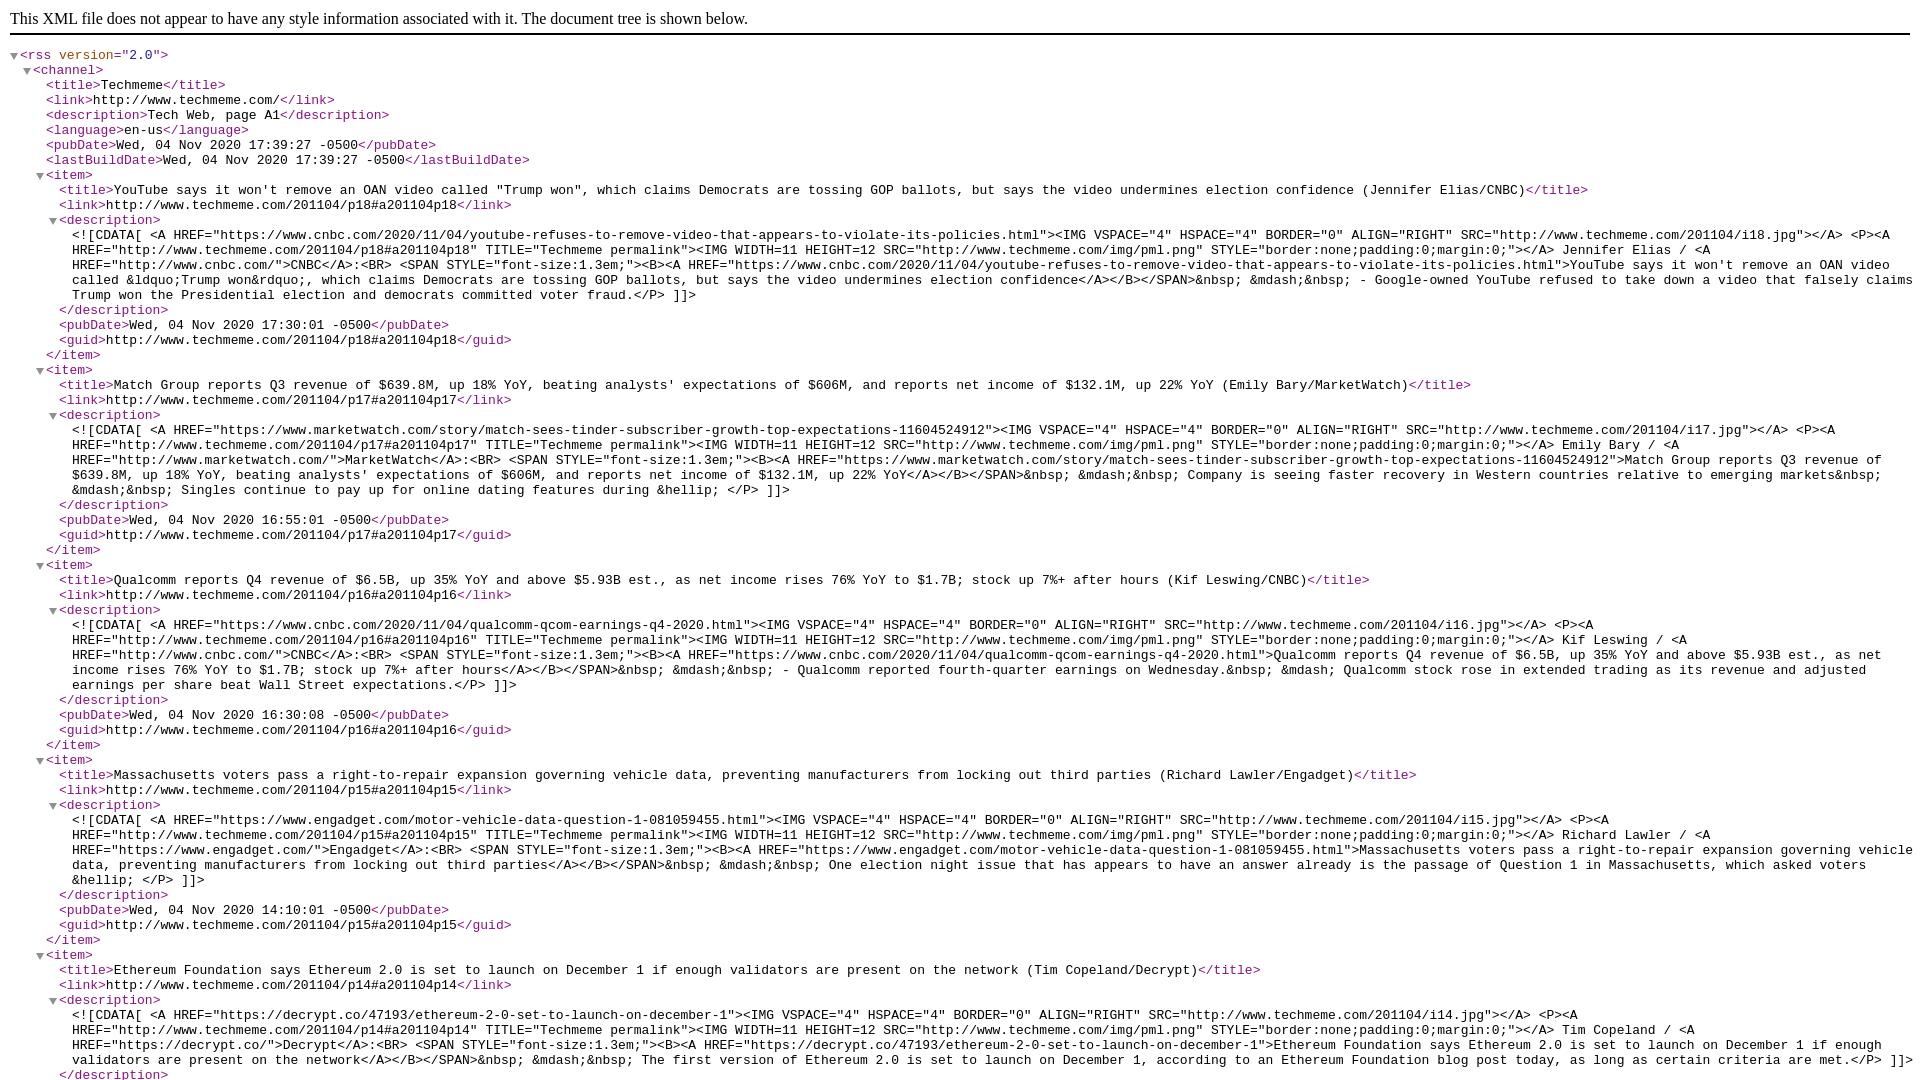 This XML file does not appear to have any style information associated with it. The document tree is shown below.
<rss version="2.0">
<channel>
<title>Techmeme</title>
<link>http://www.techmeme.com/</link>
<description>Tech Web, page A1</description>
<language>en-us</language>
<pubDate>Wed, 04 Nov 2020 17:39:27 -0500</pubDate>
<lastBuildDate>Wed, 04 Nov 2020 17:39:27 -0500</lastBuildDate>
<item>
<title>YouTube says it won't remove an OAN video called "Trump won", which claims Democrats are tossing GOP ballots, but says the video undermines election confidence (Jennifer Elias/CNBC)</title>
<link>http://www.techmeme.com/201104/p18#a201104p18</link>
<description>
<![CDATA[ <A HREF="https://www.cnbc.com/2020/11/04/youtube-refuses-to-remove-video-that-appears-to-violate-its-policies.html"><IMG VSPACE="4" HSPACE="4" BORDER="0" ALIGN="RIGHT" SRC="http://www.techmeme.com/201104/i18.jpg"></A> <P><A
HREF="http://www.techmeme.com/201104/p18#a201104p18" TITLE="Techmeme permalink"><IMG WIDTH=11 HEIGHT=12 SRC="http://www.techmeme.com/img/pml.png" STYLE="border:none;padding:0;margin:0;"></A> Jennifer Elias / <A
HREF="http://www.cnbc.com/">CNBC</A>:<BR> <SPAN STYLE="font-size:1.3em;"><B><A HREF="https://www.cnbc.com/2020/11/04/youtube-refuses-to-remove-video-that-appears-to-violate-its-policies.html">YouTube says it won't remove an OAN video
called &ldquo;Trump won&rdquo;, which claims Democrats are tossing GOP ballots, but says the video undermines election confidence</A></B></SPAN>&nbsp; &mdash;&nbsp; - Google-owned YouTube refused to take down a video that falsely claims
Trump won the Presidential election and democrats committed voter fraud.</P> ]]>
</description>
<pubDate>Wed, 04 Nov 2020 17:30:01 -0500</pubDate>
<guid>http://www.techmeme.com/201104/p18#a201104p18</guid>
</item>
<item>
<title>Match Group reports Q3 revenue of $639.8M, up 18% YoY, beating analysts' expectations of $606M, and reports net income of $132.1M, up 22% YoY (Emily Bary/MarketWatch)</title>
<link>http://www.techmeme.com/201104/p17#a201104p17</link>
<description>
<![CDATA[ <A HREF="https://www.marketwatch.com/story/match-sees-tinder-subscriber-growth-top-expectations-11604524912"><IMG VSPACE="4" HSPACE="4" BORDER="0" ALIGN="RIGHT" SRC="http://www.techmeme.com/201104/i17.jpg"></A> <P><A
HREF="http://www.techmeme.com/201104/p17#a201104p17" TITLE="Techmeme permalink"><IMG WIDTH=11 HEIGHT=12 SRC="http://www.techmeme.com/img/pml.png" STYLE="border:none;padding:0;margin:0;"></A> Emily Bary / <A
HREF="http://www.marketwatch.com/">MarketWatch</A>:<BR> <SPAN STYLE="font-size:1.3em;"><B><A HREF="https://www.marketwatch.com/story/match-sees-tinder-subscriber-growth-top-expectations-11604524912">Match Group reports Q3 revenue of
$639.8M, up 18% YoY, beating analysts' expectations of $606M, and reports net income of $132.1M, up 22% YoY</A></B></SPAN>&nbsp; &mdash;&nbsp; Company is seeing faster recovery in Western countries relative to emerging markets&nbsp;
&mdash;&nbsp; Singles continue to pay up for online dating features during &hellip; </P> ]]>
</description>
<pubDate>Wed, 04 Nov 2020 16:55:01 -0500</pubDate>
<guid>http://www.techmeme.com/201104/p17#a201104p17</guid>
</item>
<item>
<title>Qualcomm reports Q4 revenue of $6.5B, up 35% YoY and above $5.93B est., as net income rises 76% YoY to $1.7B; stock up 7%+ after hours (Kif Leswing/CNBC)</title>
<link>http://www.techmeme.com/201104/p16#a201104p16</link>
<description>
<![CDATA[ <A HREF="https://www.cnbc.com/2020/11/04/qualcomm-qcom-earnings-q4-2020.html"><IMG VSPACE="4" HSPACE="4" BORDER="0" ALIGN="RIGHT" SRC="http://www.techmeme.com/201104/i16.jpg"></A> <P><A
HREF="http://www.techmeme.com/201104/p16#a201104p16" TITLE="Techmeme permalink"><IMG WIDTH=11 HEIGHT=12 SRC="http://www.techmeme.com/img/pml.png" STYLE="border:none;padding:0;margin:0;"></A> Kif Leswing / <A
HREF="http://www.cnbc.com/">CNBC</A>:<BR> <SPAN STYLE="font-size:1.3em;"><B><A HREF="https://www.cnbc.com/2020/11/04/qualcomm-qcom-earnings-q4-2020.html">Qualcomm reports Q4 revenue of $6.5B, up 35% YoY and above $5.93B est., as net
income rises 76% YoY to $1.7B; stock up 7%+ after hours</A></B></SPAN>&nbsp; &mdash;&nbsp; - Qualcomm reported fourth-quarter earnings on Wednesday.&nbsp; &mdash; Qualcomm stock rose in extended trading as its revenue and adjusted
earnings per share beat Wall Street expectations.</P> ]]>
</description>
<pubDate>Wed, 04 Nov 2020 16:30:08 -0500</pubDate>
<guid>http://www.techmeme.com/201104/p16#a201104p16</guid>
</item>
<item>
<title>Massachusetts voters pass a right-to-repair expansion governing vehicle data, preventing manufacturers from locking out third parties (Richard Lawler/Engadget)</title>
<link>http://www.techmeme.com/201104/p15#a201104p15</link>
<description>
<![CDATA[ <A HREF="https://www.engadget.com/motor-vehicle-data-question-1-081059455.html"><IMG VSPACE="4" HSPACE="4" BORDER="0" ALIGN="RIGHT" SRC="http://www.techmeme.com/201104/i15.jpg"></A> <P><A
HREF="http://www.techmeme.com/201104/p15#a201104p15" TITLE="Techmeme permalink"><IMG WIDTH=11 HEIGHT=12 SRC="http://www.techmeme.com/img/pml.png" STYLE="border:none;padding:0;margin:0;"></A> Richard Lawler / <A
HREF="https://www.engadget.com/">Engadget</A>:<BR> <SPAN STYLE="font-size:1.3em;"><B><A HREF="https://www.engadget.com/motor-vehicle-data-question-1-081059455.html">Massachusetts voters pass a right-to-repair expansion governing vehicle
data, preventing manufacturers from locking out third parties</A></B></SPAN>&nbsp; &mdash;&nbsp; One election night issue that has appears to have an answer already is the passage of Question 1 in Massachusetts, which asked voters
&hellip; </P> ]]>
</description>
<pubDate>Wed, 04 Nov 2020 14:10:01 -0500</pubDate>
<guid>http://www.techmeme.com/201104/p15#a201104p15</guid>
</item>
<item>
<title>Ethereum Foundation says Ethereum 2.0 is set to launch on December 1 if enough validators are present on the network (Tim Copeland/Decrypt)</title>
<link>http://www.techmeme.com/201104/p14#a201104p14</link>
<description>
<![CDATA[ <A HREF="https://decrypt.co/47193/ethereum-2-0-set-to-launch-on-december-1"><IMG VSPACE="4" HSPACE="4" BORDER="0" ALIGN="RIGHT" SRC="http://www.techmeme.com/201104/i14.jpg"></A> <P><A
HREF="http://www.techmeme.com/201104/p14#a201104p14" TITLE="Techmeme permalink"><IMG WIDTH=11 HEIGHT=12 SRC="http://www.techmeme.com/img/pml.png" STYLE="border:none;padding:0;margin:0;"></A> Tim Copeland / <A
HREF="https://decrypt.co/">Decrypt</A>:<BR> <SPAN STYLE="font-size:1.3em;"><B><A HREF="https://decrypt.co/47193/ethereum-2-0-set-to-launch-on-december-1">Ethereum Foundation says Ethereum 2.0 is set to launch on December 1 if enough
validators are present on the network</A></B></SPAN>&nbsp; &mdash;&nbsp; The first version of Ethereum 2.0 is set to launch on December 1, according to an Ethereum Foundation blog post today, as long as certain criteria are met.</P> ]]>
</description>